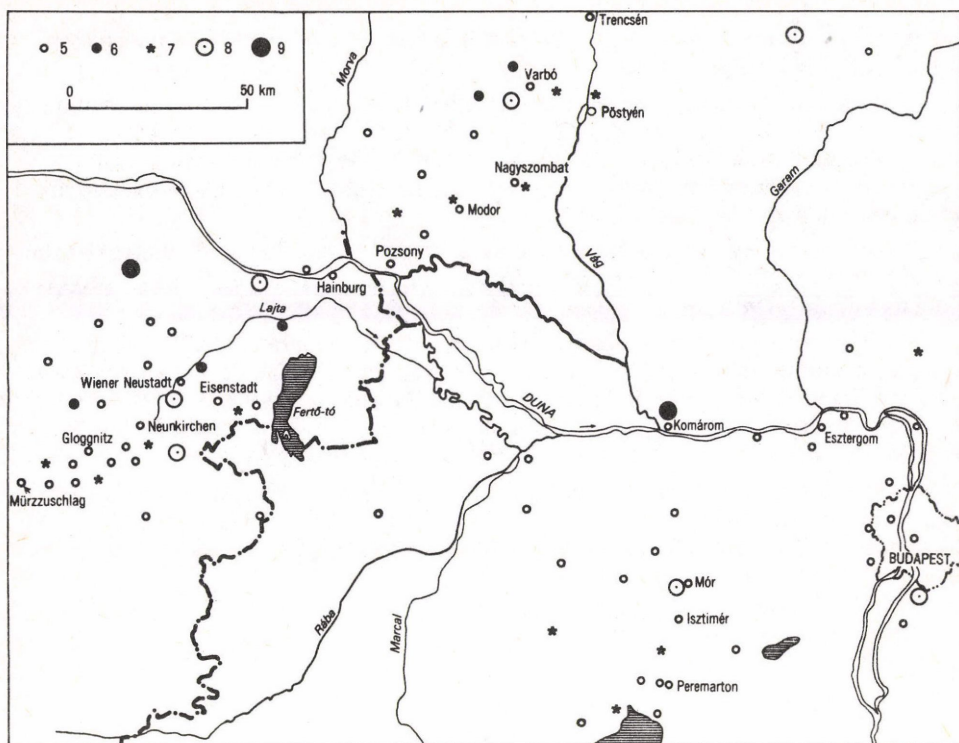 5 6 7 8 9
0 50 km
Trencsén
Morva
Varbó
Pöstyén
Nagyszombat
Garam
Modor
Pozsony
Vág
Hainburg
Lajta
Wiener Neustadt
Eisenstadt
Fertő-tó
DUNA
Neunkirchen
Komárom
Gloggnitz
Esztergom
Mürzzuschlag
BUDAPEST
Mór
Rába
Marcal
Isztimér
Peremarton